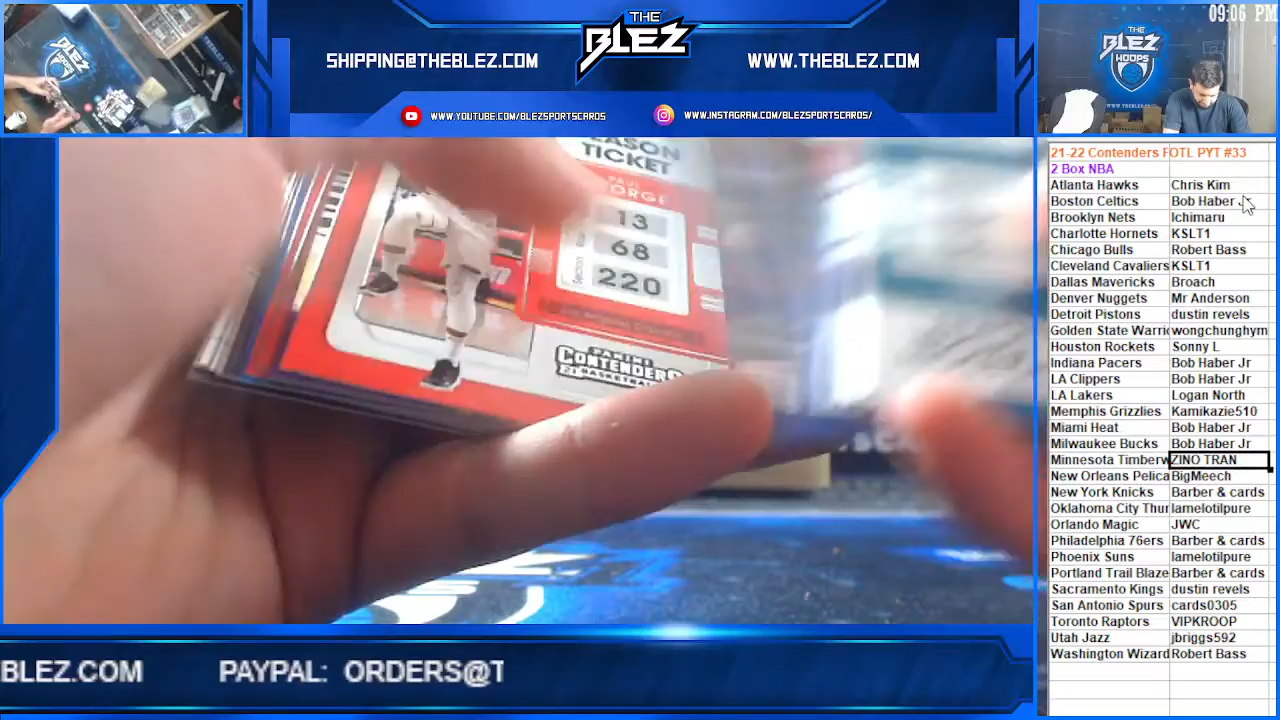 09:06 PM
THE
BLEZ
SHIPPING@THEBLEZ.COM
WWW.THEBLEZ.COM
WWW.YOUTUBE.COM/BLEZSPORTSCARDS
WWW.INSTAGRAM.COM/BLEZSPORTSCARDS/
THE
BLEZ
HOOPS
21-22 Contenders FOTL PYT #33
2 Box NBA
Atlanta Hawks Chris Kim
Boston Celtics Bob Haber
Brooklyn Nets Ichimaru
Charlotte Hornets KSLT1
Chicago Bulls Robert Bass
Cleveland Cavaliers KSLT1
Dallas Mavericks Broach
Denver Nuggets Mr Anderson
Detroit Pistons dustin revels
Golden State Warri wongchunghym
Houston Rockets Sonny L
Indiana Pacers Bob Haber Jr
LA Clippers Bob Haber Jr
LA Lakers Logan North
Memphis Grizzlies Kamikazie510
Miami Heat Bob Haber Jr
Milwaukee Bucks Bob Haber Jr
Minnesota Timberw ZINO TRAN
New Orleans Pelica BigMeech
New York Knicks Barber & cards
Oklahoma City Thur lamelotilpure
Orlando Magic JWC
Philadelphia 76ers Barber & cards
Phoenix Suns lamelotilpure
Portland Trail Blaze Barber & cards
Sacramento Kings dustin revels
San Antonio Spurs cards0305
Toronto Raptors VIPKROOP
Utah Jazz jbriggs592
Washington Wizard Robert Bass
ASON
TICKET
PAUL
ORGE
13
68
220
PANINI
CONTENDERS
BASKETBALL
BLEZ.COM PAYPAL: ORDERS@T